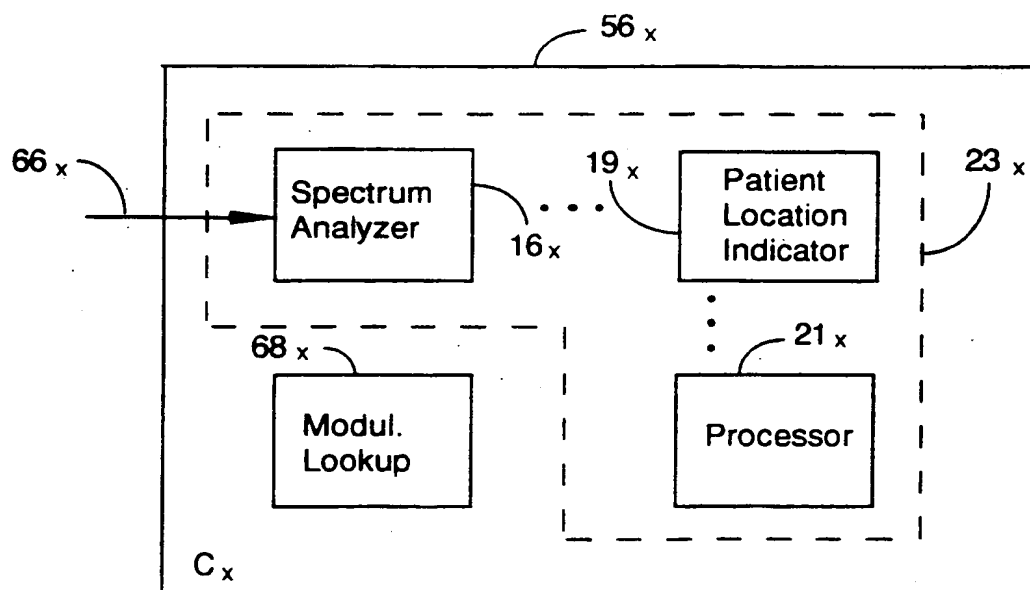 56 x
66 x
Spectrum
Analyzer
16 x
19 x
Patient
Location
Indicator
23 x
68 x
Modul.
Lookup
21 x
Processor
C x